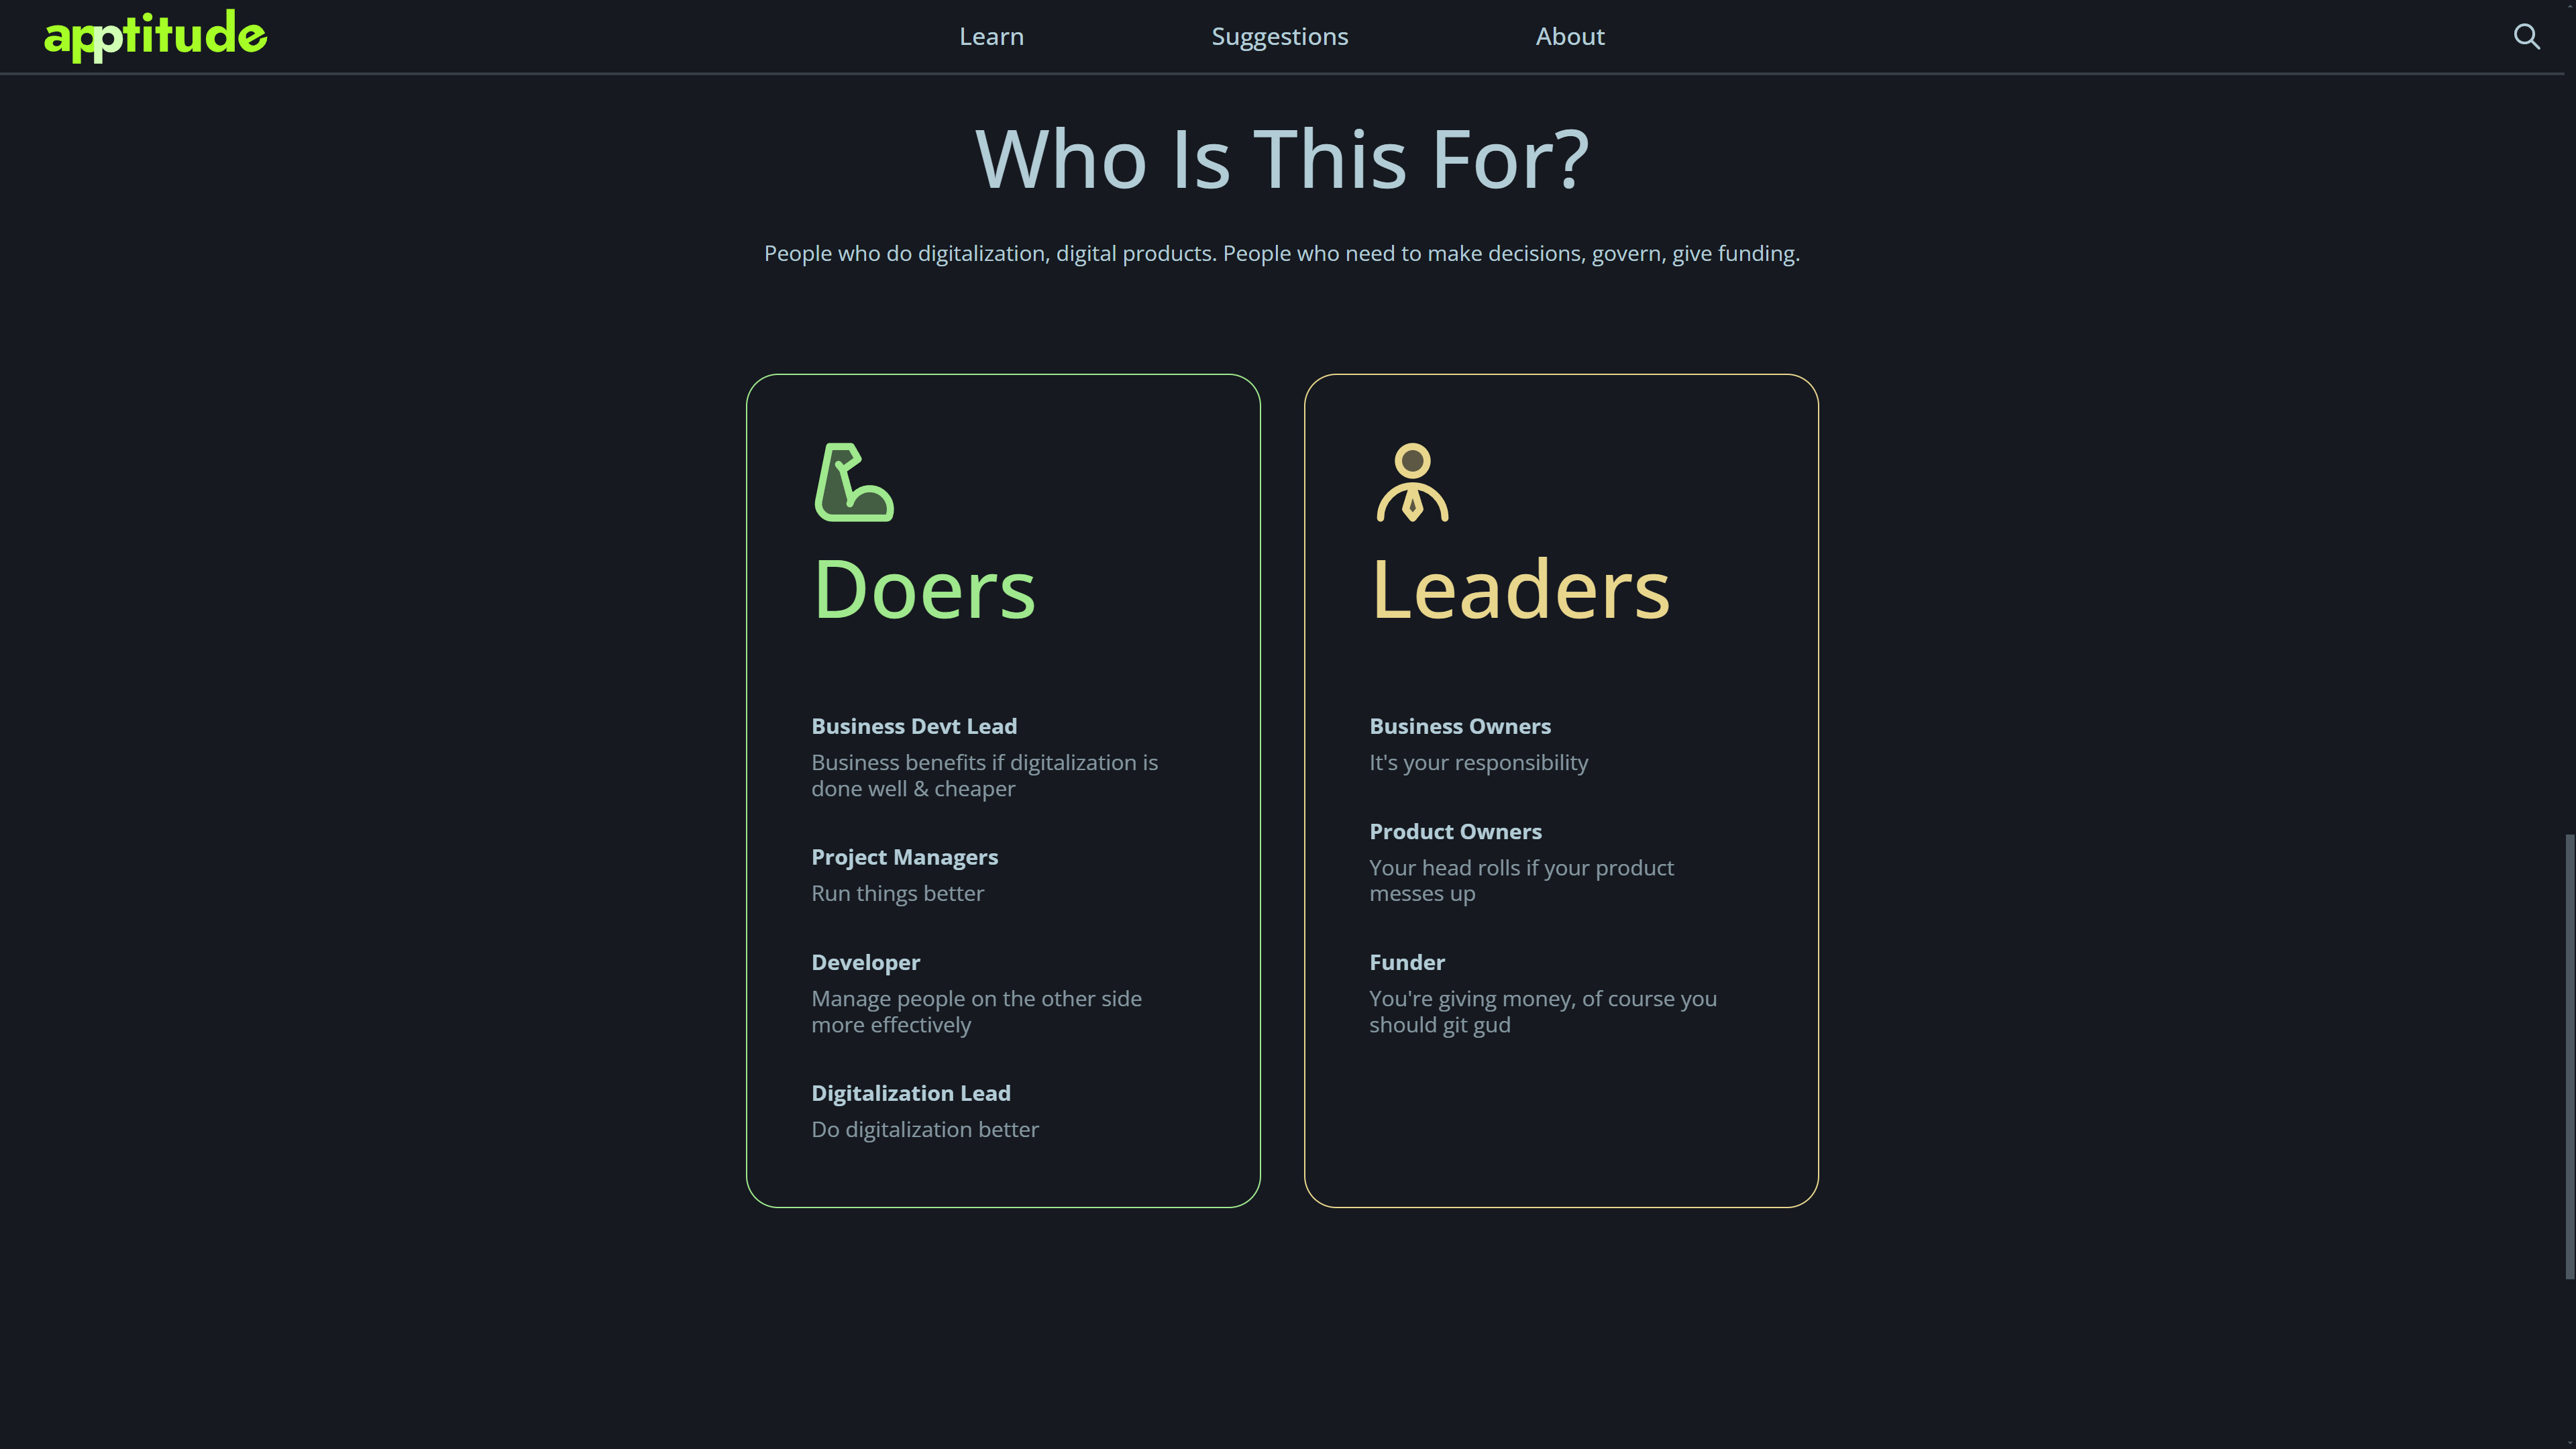 apptitude
Learn
Suggestions
About
Who Is This For?
People who do digitalization, digital products. People who need to make decisions, govern, give funding.
Doers
Business Devt Lead
Business benefits if digitalization is
done well & cheaper
Project Managers
Run things better
Developer
Manage people on the other side
more effectively
Digitalization Lead
Do digitalization better
Leaders
Business Owners
It's your responsibility
Product Owners
Your head rolls if your product
messes up
Funder
You're giving money, of course you
should git gud